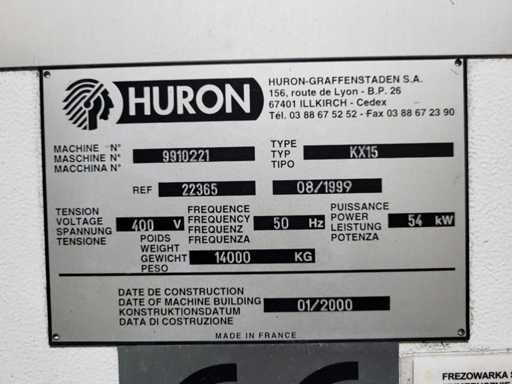 HURON
HURON-GRAFFENSTADEN S.A.
156, route de Lyon - B.P. 26
67401 ILLKIRCH - Cedex
Tél. 03 88 67 52 52 - Fax 03 88 67 23 90
MACHINE N°
MASCHINE N°
MACCHINA N°
9910221
TYPE
TYP
TIPO
KX15
REF
22365
08/1999
TENSION
VOLTAGE
SPANNUNG
TENSIONE
400 V
FREQUENCE
FREQUENCY
FREQUENZ
FREQUENZA
50 Hz
PUISSANCE
POWER
LEISTUNG
POTENZA
54 kW
POIDS
WEIGHT
GEWICHT
PESO
14000 KG
DATE DE CONSTRUCTION
DATE OF MACHINE BUILDING
KONSTRUKTIONSDATUM
DATA DI COSTRUZIONE
01/2000
MADE IN FRANCE
CE
FREZOWARKA